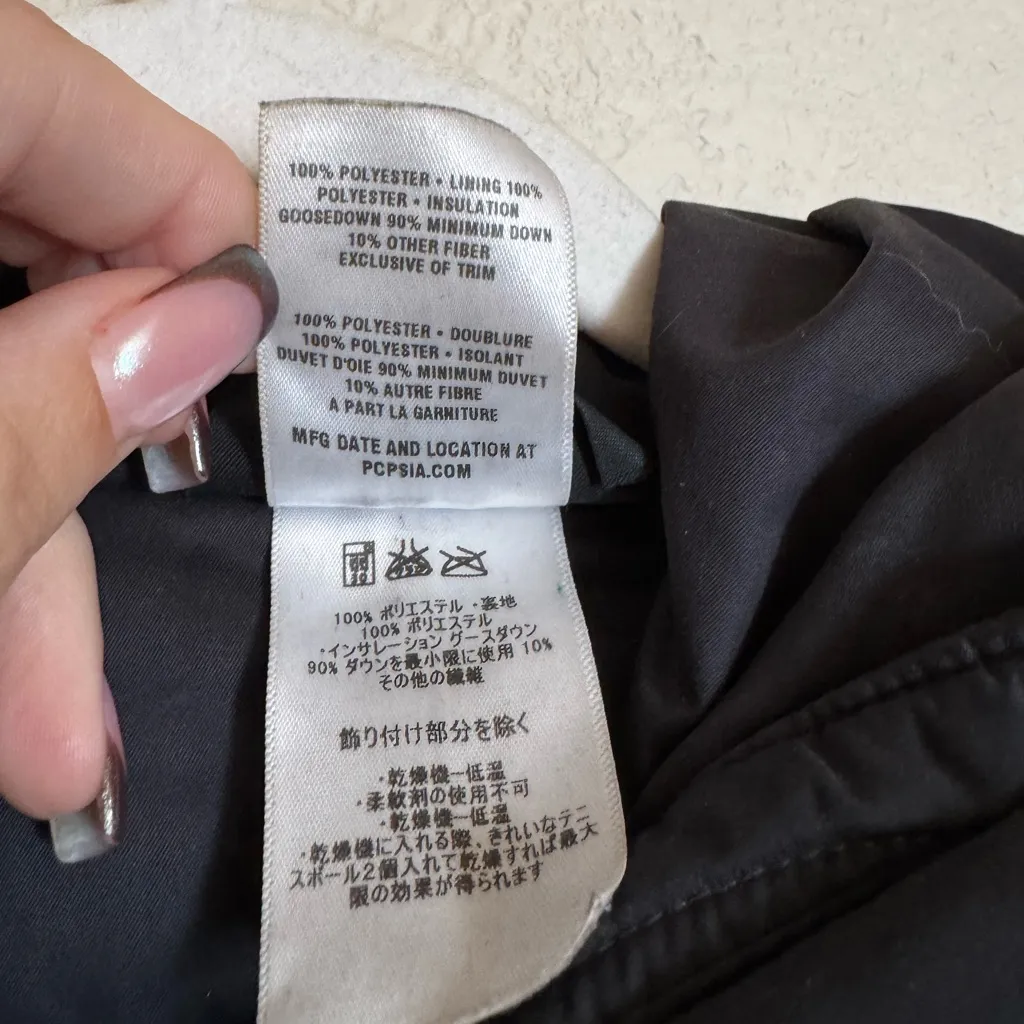 100% POLYESTER • LINING 100%
POLYESTER • INSULATION
GOOSEDOWN 90% MINIMUM DOWN
10% OTHER FIBER
EXCLUSIVE OF TRIM
100% POLYESTER • DOUBLURE
100% POLYESTER • ISOLANT
DUVET D'OIE 90% MINIMUM DUVET
10% AUTRE FIBRE
A PART LA GARNITURE
MFG DATE AND LOCATION AT
PCPSIA.COM
100% ポリエステル ・裏地
100% ポリエステル
・インサレーション グースダウン
90% ダウンを最小限に使用 10%
その他の繊維
飾り付け部分を除く
・乾燥機ー低温
・柔軟剤の使用不可
・乾燥機ー低温
・乾燥機に入れる際、きれいなテニ
スボール2個入れて乾燥すれば最大
限の効果が得られます